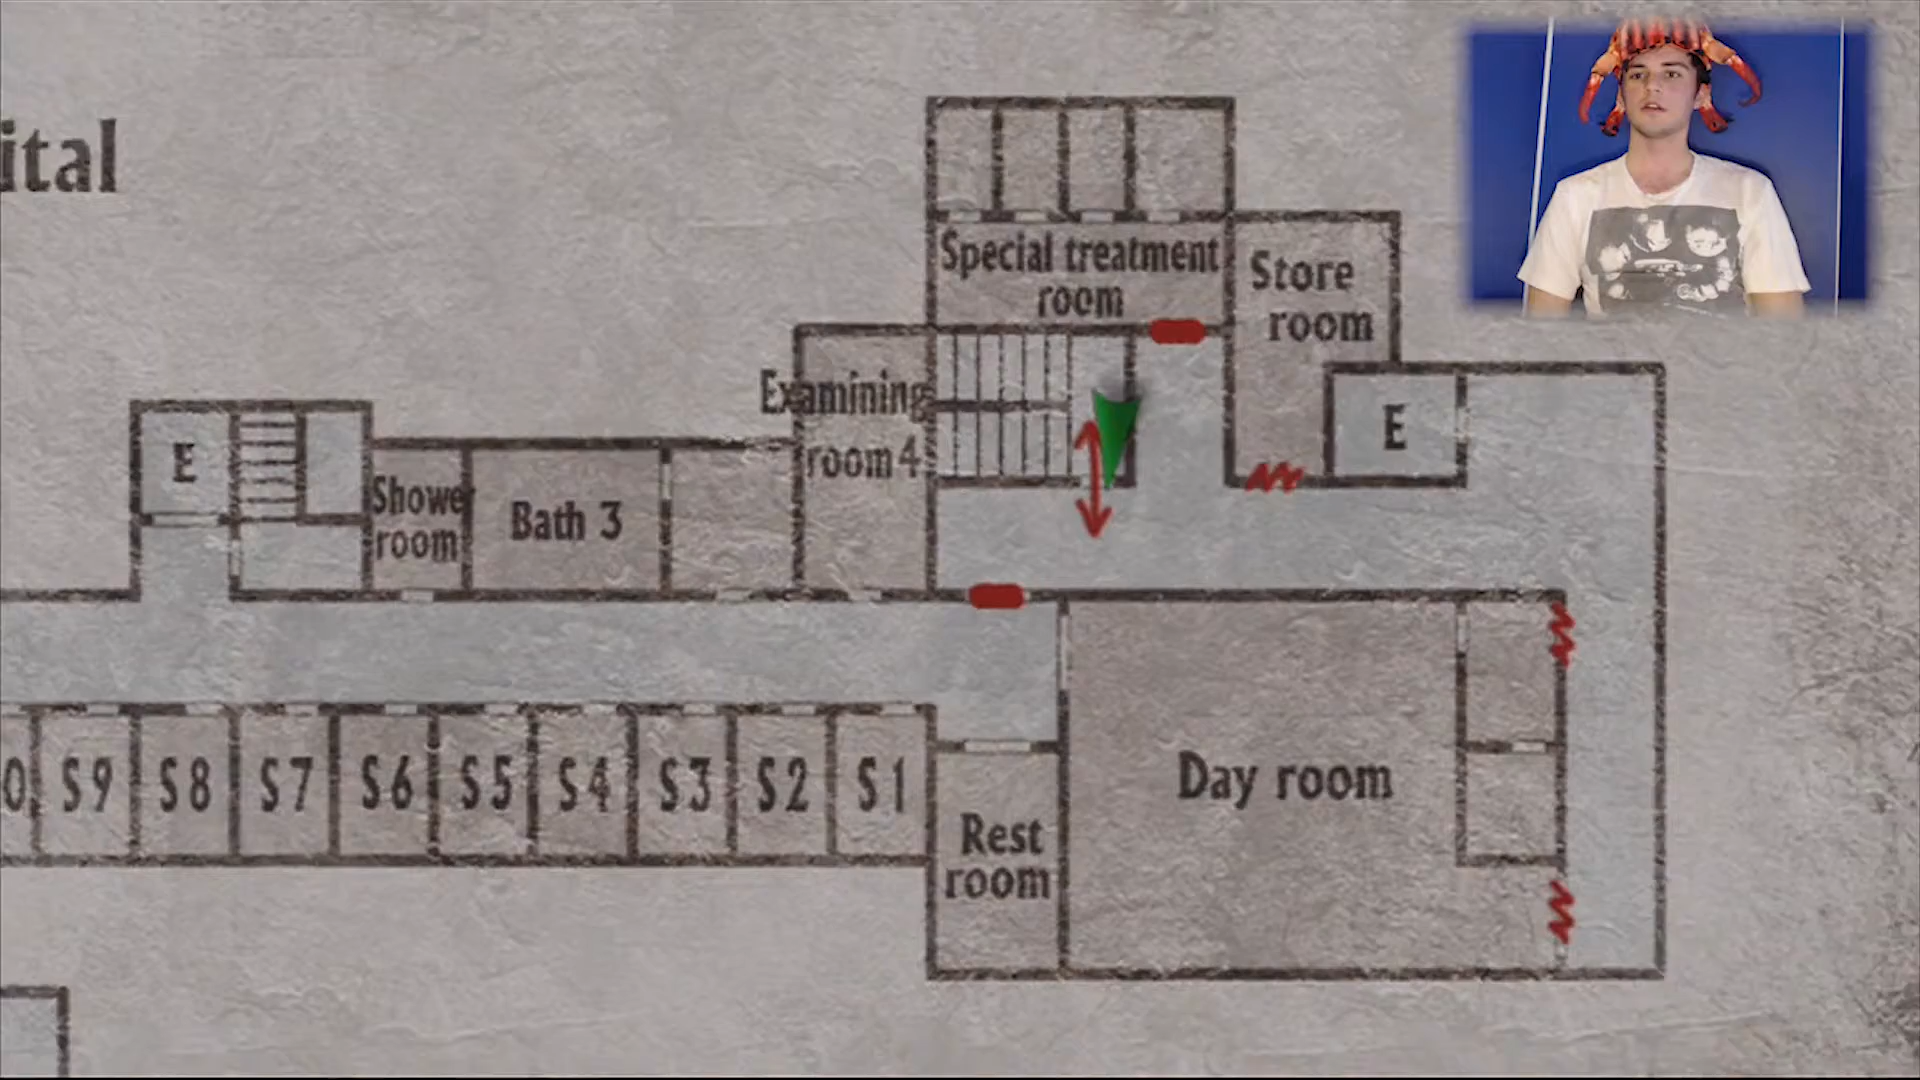 ital
Special treatment
room
Store
room
Examining
room 4
E
E
Shower
room
Bath 3
S9
S8
S7
S6
S5
S4
S3
S2
S1
Day room
Rest
room